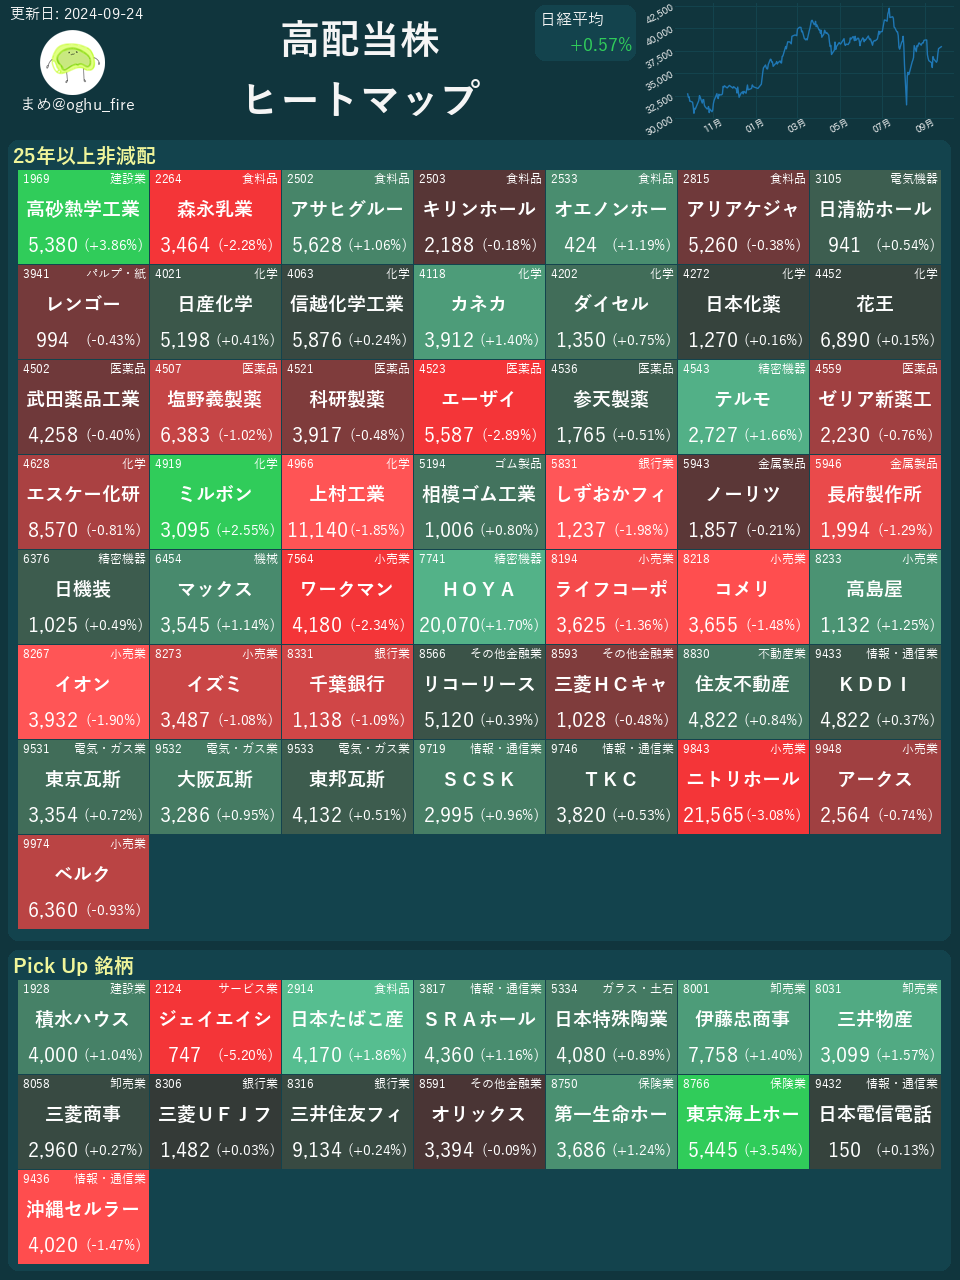 更新日: 2024-09-24
まめ@oghu_fire
高配当株
ヒートマップ
日経平均
+0.57%
42,500
40,000
37,500
35,000
32,500
30,000
11月 01月 03月 05月 07月 09月
25年以上非減配
1969 建設業 2264 食料品 2502 食料品 2503 食料品 2533 食料品 2815 食料品 3105 電気機器
高砂熱学工業 森永乳業 アサヒグルー キリンホール オエノンホー アリアケジャ 日清紡ホール
5,380 (+3.86%) 3,464 (-2.28%) 5,628 (+1.06%) 2,188 (-0.18%) 424 (+1.19%) 5,260 (-0.38%) 941 (+0.54%)
3941 パルプ・紙 4021 化学 4063 化学 4118 化学 4202 化学 4272 化学 4452 化学
レンゴー 日産化学 信越化学工業 カネカ ダイセル 日本化薬 花王
994 (-0.43%) 5,198 (+0.41%) 5,876 (+0.24%) 3,912 (+1.40%) 1,350 (+0.75%) 1,270 (+0.16%) 6,890 (+0.15%)
4502 医薬品 4507 医薬品 4521 医薬品 4523 医薬品 4536 医薬品 4543 精密機器 4559 医薬品
武田薬品工業 塩野義製薬 科研製薬 エーザイ 参天製薬 テルモ ゼリア新薬工
4,258 (-0.40%) 6,383 (-1.02%) 3,917 (-0.48%) 5,587 (-2.89%) 1,765 (+0.51%) 2,727 (+1.66%) 2,230 (-0.76%)
4628 化学 4919 化学 4966 化学 5194 ゴム製品 5831 銀行業 5943 金属製品 5946 金属製品
エスケー化研 ミルボン 上村工業 相模ゴム工業 しずおかフィ ノーリツ 長府製作所
8,570 (-0.81%) 3,095 (+2.55%) 11,140 (-1.85%) 1,006 (+0.80%) 1,237 (-1.98%) 1,857 (-0.21%) 1,994 (-1.29%)
6376 精密機器 6454 機械 7564 小売業 7741 精密機器 8194 小売業 8218 小売業 8233 小売業
日機装 マックス ワークマン ＨＯＹＡ ライフコーポ コメリ 高島屋
1,025 (+0.49%) 3,545 (+1.14%) 4,180 (-2.34%) 20,070 (+1.70%) 3,625 (-1.36%) 3,655 (-1.48%) 1,132 (+1.25%)
8267 小売業 8273 小売業 8331 銀行業 8566 その他金融業 8593 その他金融業 8830 不動産業 9433 情報・通信業
イオン イズミ 千葉銀行 リコーリース 三菱ＨＣキャ 住友不動産 ＫＤＤＩ
3,932 (-1.90%) 3,487 (-1.08%) 1,138 (-1.09%) 5,120 (+0.39%) 1,028 (-0.48%) 4,822 (+0.84%) 4,822 (+0.37%)
9531 電気・ガス業 9532 電気・ガス業 9533 電気・ガス業 9719 情報・通信業 9746 情報・通信業 9843 小売業 9948 小売業
東京瓦斯 大阪瓦斯 東邦瓦斯 ＳＣＳＫ ＴＫＣ ニトリホール アークス
3,354 (+0.72%) 3,286 (+0.95%) 4,132 (+0.51%) 2,995 (+0.96%) 3,820 (+0.53%) 21,565 (-3.08%) 2,564 (-0.74%)
9974 小売業
ベルク
6,360 (-0.93%)
Pick Up 銘柄
1928 建設業 2124 サービス業 2914 食料品 3817 情報・通信業 5334 ガラス・土石 8001 卸売業 8031 卸売業
積水ハウス ジェイエイシ 日本たばこ産 ＳＲＡホール 日本特殊陶業 伊藤忠商事 三井物産
4,000 (+1.04%) 747 (-5.20%) 4,170 (+1.86%) 4,360 (+1.16%) 4,080 (+0.89%) 7,758 (+1.40%) 3,099 (+1.57%)
8058 卸売業 8306 銀行業 8316 銀行業 8591 その他金融業 8750 保険業 8766 保険業 9432 情報・通信業
三菱商事 三菱ＵＦＪフ 三井住友フィ オリックス 第一生命ホー 東京海上ホー 日本電信電話
2,960 (+0.27%) 1,482 (+0.03%) 9,134 (+0.24%) 3,394 (-0.09%) 3,686 (+1.24%) 5,445 (+3.54%) 150 (+0.13%)
9436 情報・通信業
沖縄セルラー
4,020 (-1.47%)